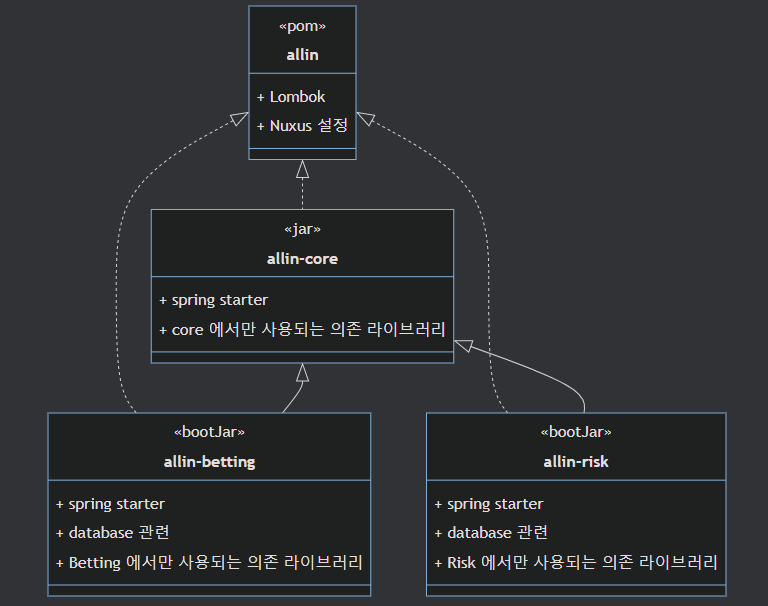 «pom»
allin
+ Lombok
+ Nuxus 설정
«jar»
allin-core
+ spring starter
+ core 에서만 사용되는 의존 라이브러리
«bootJar»
allin-betting
+ spring starter
+ database 관련
+ Betting 에서만 사용되는 의존 라이브러리
«bootJar»
allin-risk
+ spring starter
+ database 관련
+ Risk 에서만 사용되는 의존 라이브러리